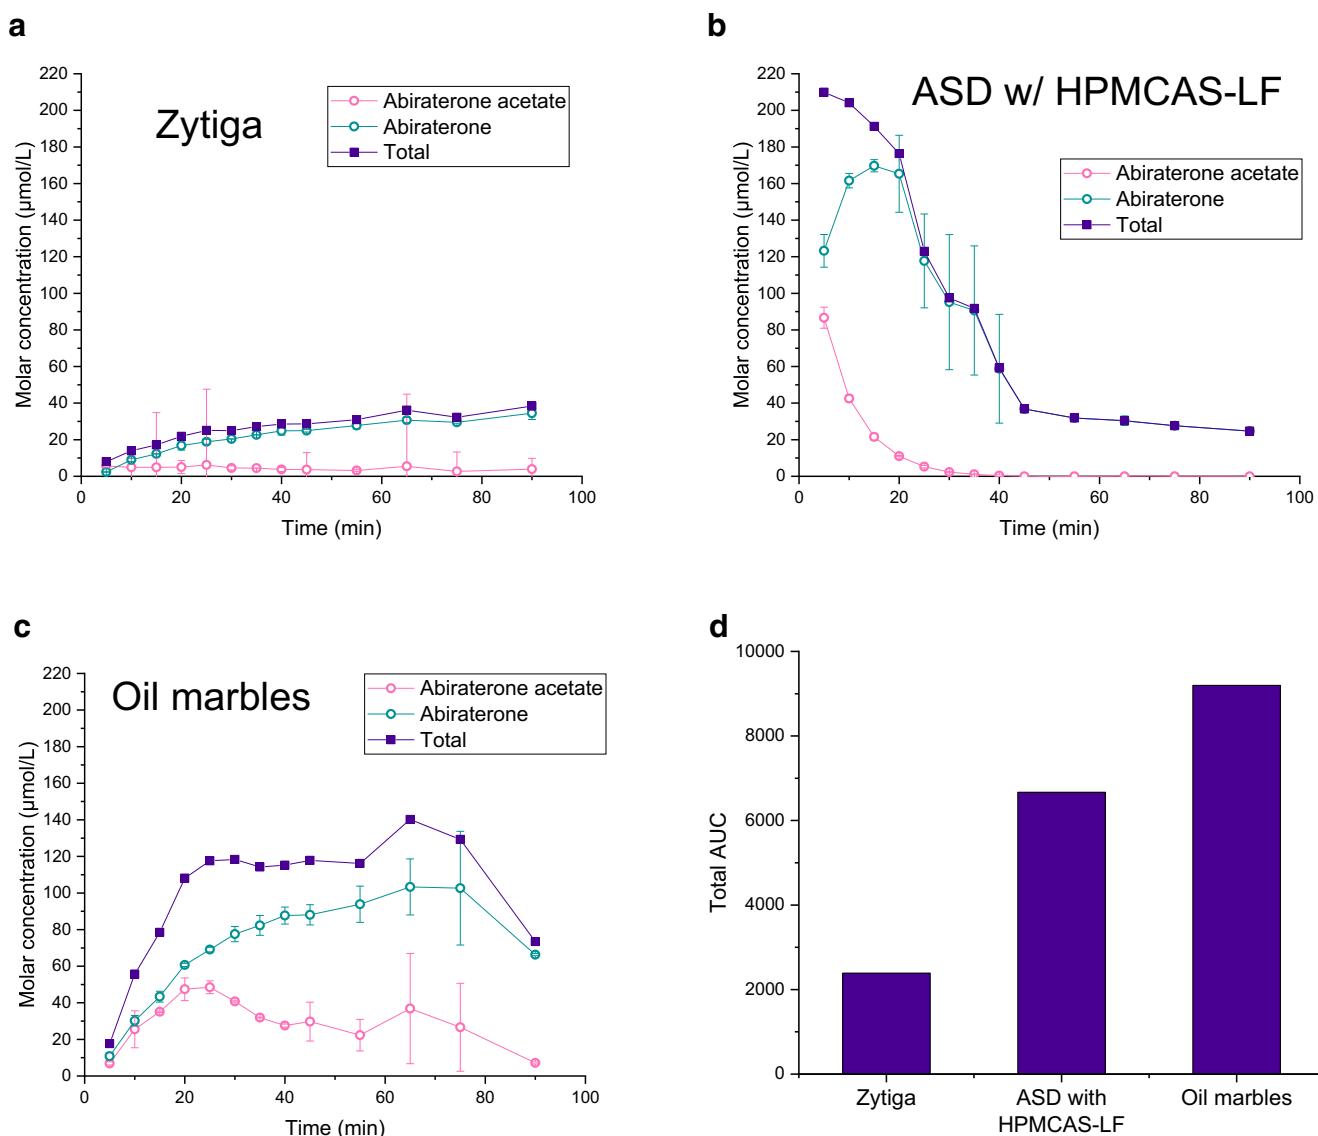 a
Zytiga
Abiraterone acetate
Abiraterone
Total
Molar concentration (µmol/L)
220
200
180
160
140
120
100
80
60
40
20
0
0 20 40 60 80 100
Time (min)
b
ASD w/ HPMCAS-LF
Abiraterone acetate
Abiraterone
Total
Molar concentration (µmol/L)
220
200
180
160
140
120
100
80
60
40
20
0
0 20 40 60 80 100
Time (min)
c
Oil marbles
Abiraterone acetate
Abiraterone
Total
Molar concentration (µmol/L)
220
200
180
160
140
120
100
80
60
40
20
0
0 20 40 60 80 100
Time (min)
d
Total AUC
10000
8000
6000
4000
2000
0
Zytiga
ASD with
HPMCAS-LF
Oil marbles